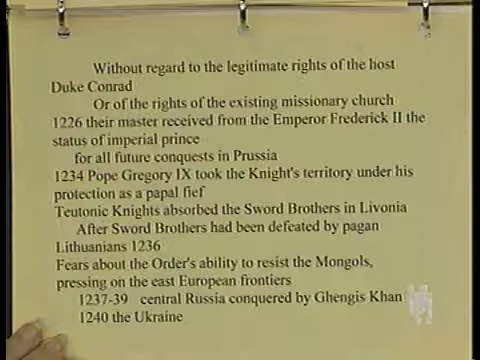 Without regard to the legitimate rights of the host
Duke Conrad
Or of the rights of the existing missionary church
1226 their master received from the Emperor Frederick II the
status of imperial prince
for all future conquests in Prussia
1234 Pope Gregory IX took the Knight's territory under his
protection as a papal fief
Teutonic Knights absorbed the Sword Brothers in Livonia
After Sword Brothers had been defeated by pagan
Lithuanians 1236
Fears about the Order's ability to resist the Mongols,
pressing on the east European frontiers
1237-39 central Russia conquered by Ghengis Khan
1240 the Ukraine